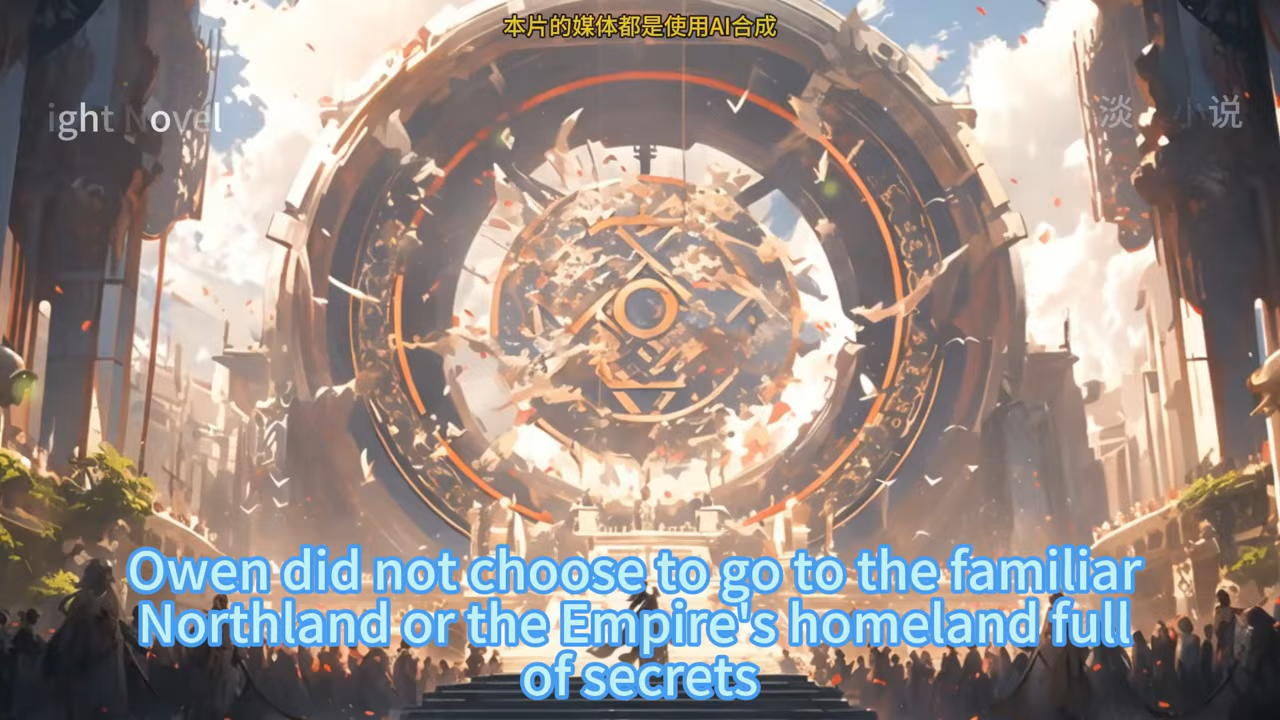 本片的媒体都是使用AI合成
ight Novel
淡 小说
Owen did not choose to go to the familiar
Northland or the Empire's homeland full
of secrets